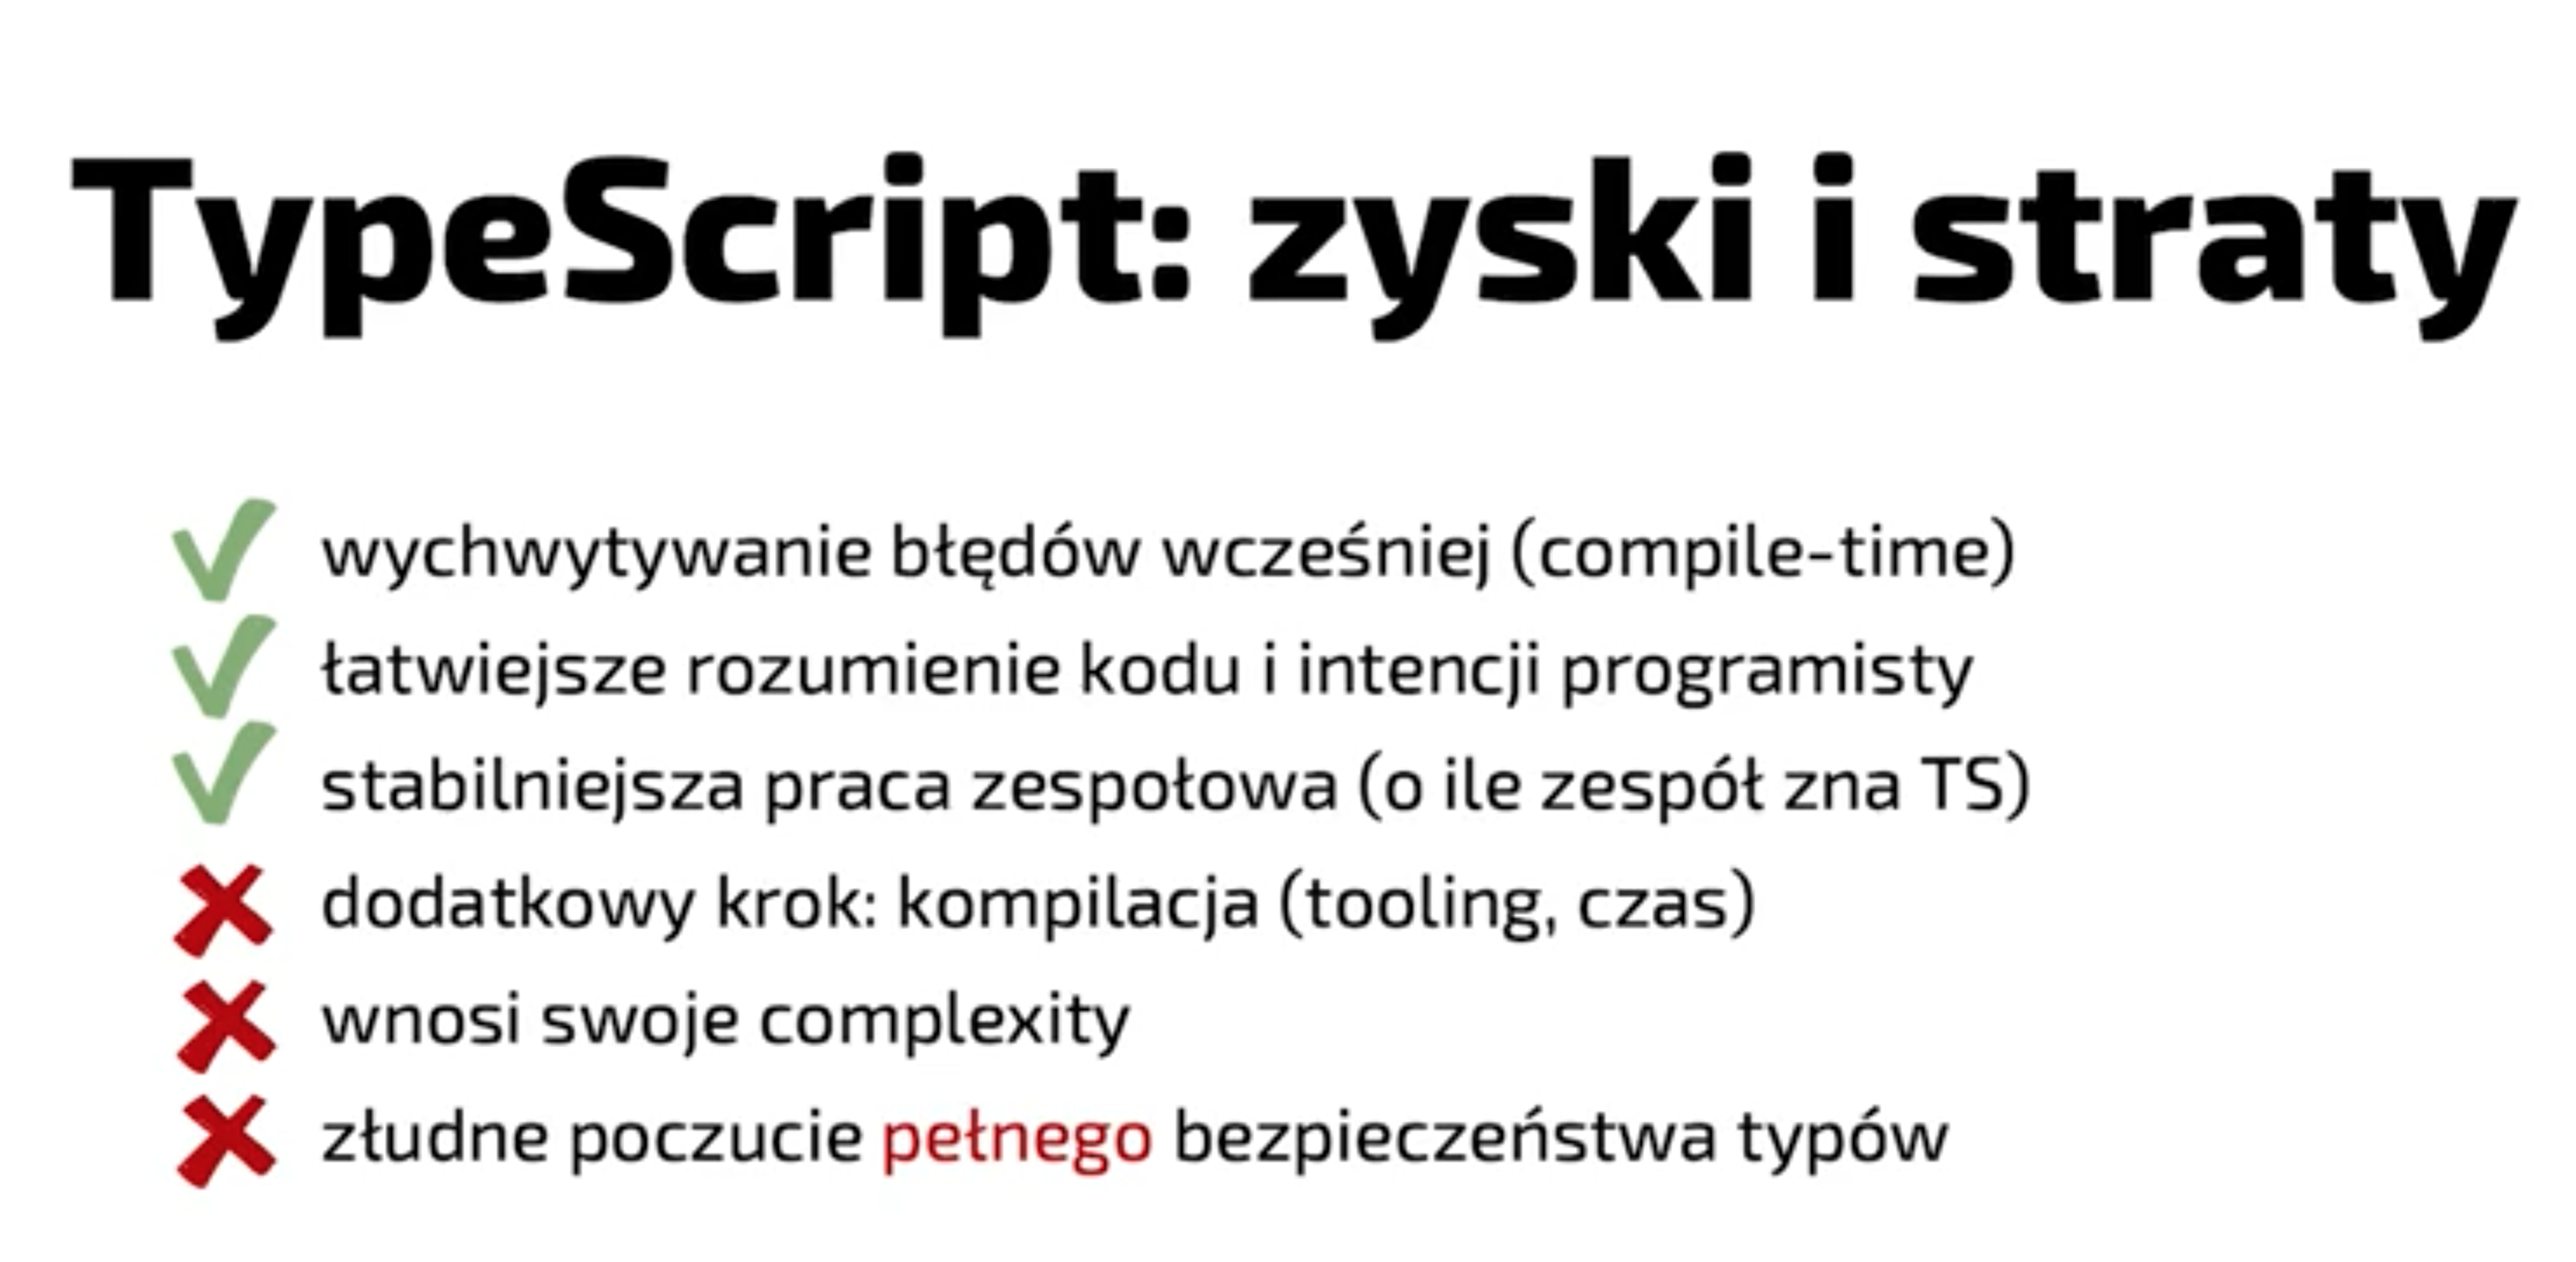 TypeScript: zyski i straty
wychwytywanie błędów wcześniej (compile-time)
łatwiejsze rozumienie kodu i intencji programisty
stabilniejsza praca zespołowa (o ile zespół zna TS)
dodatkowy krok: kompilacja (tooling, czas)
wnosi swoje complexity
złudne poczucie pełnego bezpieczeństwa typów